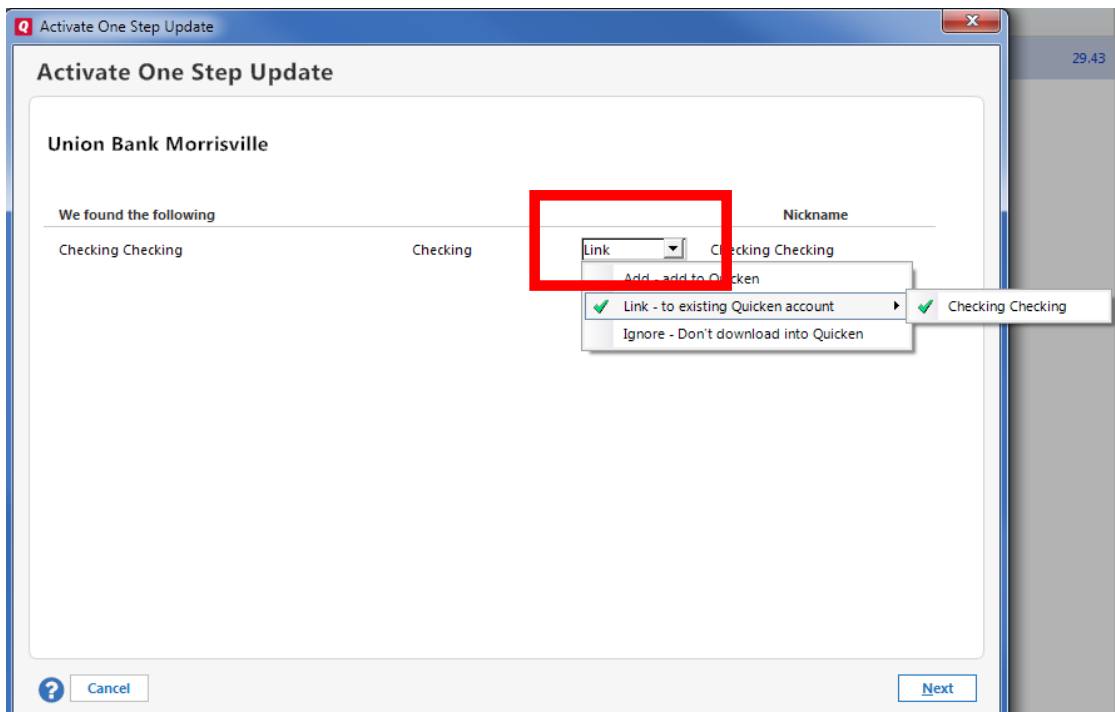 Activate One Step Update
29.43
Activate One Step Update
Union Bank Morrisville
We found the following Nickname
Checking Checking Checking Link Checking Checking
Add - add to Quicken
Link - to existing Quicken account Checking Checking
Ignore - Don't download into Quicken
? Cancel Next